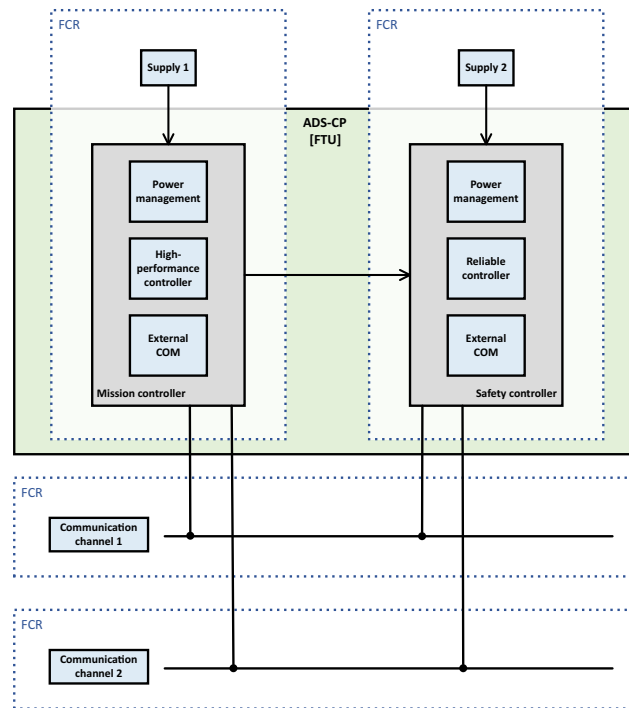 FCR
FCR
Supply 1
Supply 2
ADS-CP
[FTU]
Power
management
High-
performance
controller
External
COM
Mission controller
Power
management
Reliable
controller
External
COM
Safety controller
FCR
Communication
channel 1
FCR
Communication
channel 2